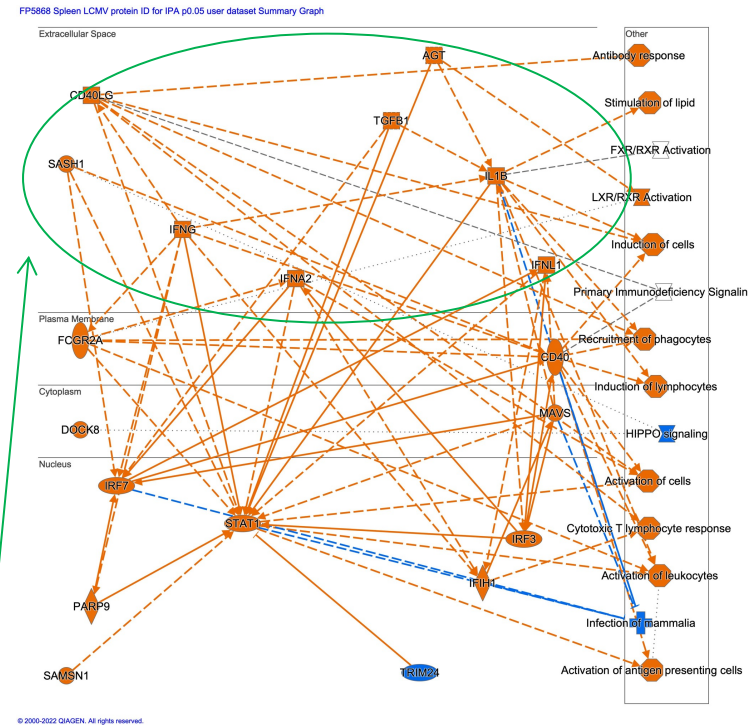 FP5868 Spleen LCMV protein ID for IPA p0.05 user dataset Summary Graph
Extracellular Space
Other
AGT
Antibody response
CD40LG
Stimulation of lipid
TGFB1
FXR/RXR Activation
SASH1
IL1B
LXR/RXR Activation
IFNG
Induction of cells
IFNL1
IFNA2
Primary Immunodeficiency Signalin
Plasma Membrane
FCGR2A
Recruitment of phagocytes
CD40
Cytoplasm
Induction of lymphocytes
MAVS
DOCK8
HIPPO signaling
Nucleus
IRF7
Activation of cells
STAT1
Cytotoxic T lymphocyte response
IRF3
IFIH1
Activation of leukocytes
PARP9
Infection of mammalia
SAMSN1
TRIM24
Activation of antigen presenting cells
© 2000-2022 QIAGEN. All rights reserved.